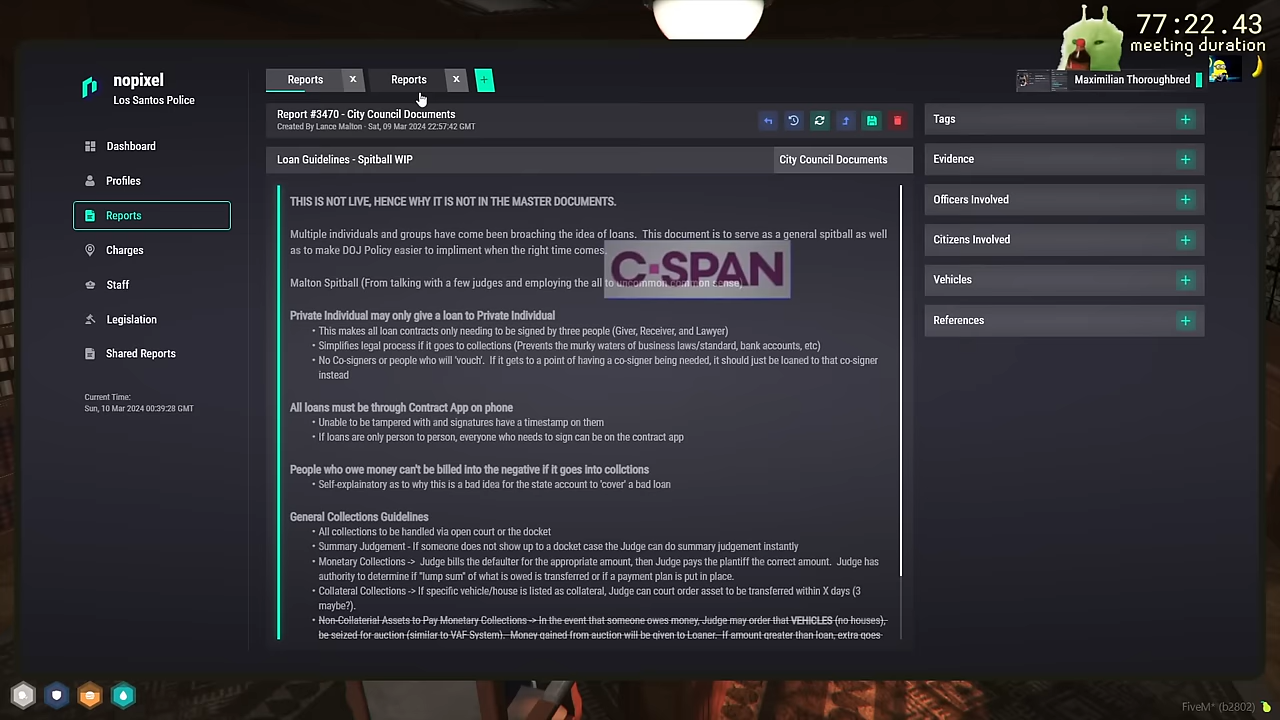 77:22.43
meeting duration
nopixel
Los Santos Police
Reports x Reports x +
Maximilian Thoroughbred
Report #3470 - City Council Documents
Created By Lance Malton - Sat, 09 Mar 2024 22:57:42 GMT
Loan Guidelines - Spitball WIP
City Council Documents
Dashboard
Profiles
Reports
Charges
Staff
Legislation
Shared Reports
Current Time:
Sun, 10 Mar 2024 00:39:28 GMT
THIS IS NOT LIVE, HENCE WHY IT IS NOT IN THE MASTER DOCUMENTS.
Multiple individuals and groups have come been broaching the idea of loans. This document is to serve as a general spitball as well
as to make DOJ Policy easier to impliment when the right time comes.
C-SPAN
Malton Spitball (From talking with a few judges and employing the all to uncommon common sense)
Private Individual may only give a loan to Private Individual
• This makes all loan contracts only needing to be signed by three people (Giver, Receiver, and Lawyer)
• Simplifies legal process if it goes to collections (Prevents the murky waters of business laws/standard, bank accounts, etc)
• No Co-signers or people who will 'vouch'. If it gets to a point of having a co-signer being needed, it should just be loaned to that co-signer
instead
All loans must be through Contract App on phone
• Unable to be tampered with and signatures have a timestamp on them
• If loans are only person to person, everyone who needs to sign can be on the contract app
People who owe money can't be billed into the negative if it goes into collctions
• Self-explainatory as to why this is a bad idea for the state account to 'cover' a bad loan
General Collections Guidelines
• All collections to be handled via open court or the docket
• Summary Judgement - If someone does not show up to a docket case the Judge can do summary judgement instantly
• Monetary Collections -> Judge bills the defaulter for the appropriate amount, then Judge pays the plantiff the correct amount. Judge has
authority to determine if "lump sum" of what is owed is transferred or if a payment plan is put in place.
• Collateral Collections -> If specific vehicle/house is listed as collateral, Judge can court order asset to be transferred within X days (3
maybe?).
• Non-Collaterial Assets to Pay Monetary Collections -> In the event that someone owes money, Judge may order that VEHICLES (no houses),
be seized for auction (similar to VAF System). Money gained from auction will be given to Loaner. If amount greater than loan, extra goes
Tags +
Evidence +
Officers Involved +
Citizens Involved +
Vehicles +
References +
FiveM* (b2802)